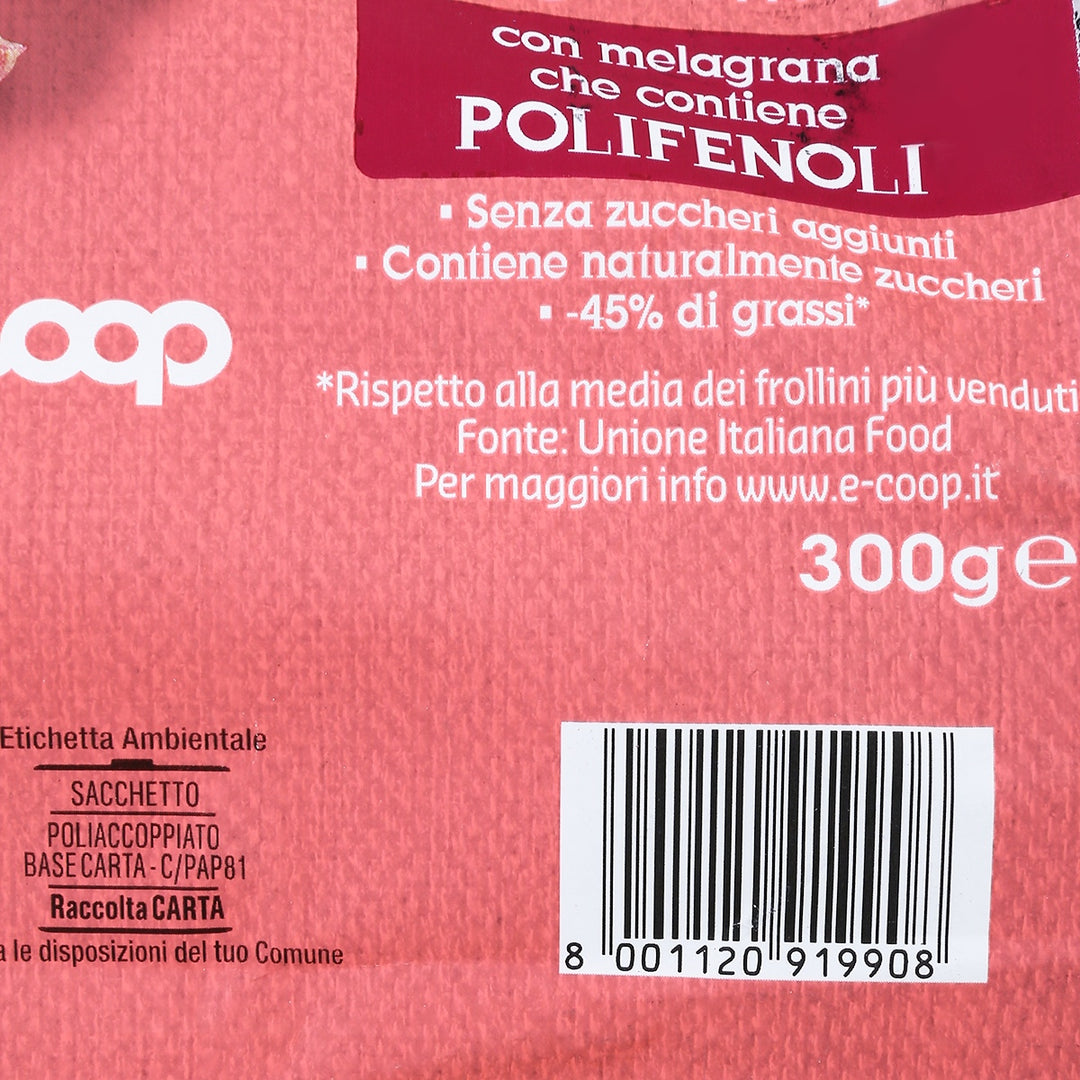 con melagrana
che contiene
POLIFENOLI
▪ Senza zuccheri aggiunti
▪ Contiene naturalmente zuccheri
▪ -45% di grassi*
*Rispetto alla media dei frollini più venduti
Fonte: Unione Italiana Food
Per maggiori info www.e-coop.it
300g e
coop
Etichetta Ambientale
SACCHETTO
POLIACCOPPIATO
BASE CARTA - C/PAP81
Raccolta CARTA
le disposizioni del tuo Comune
8 001120 919908